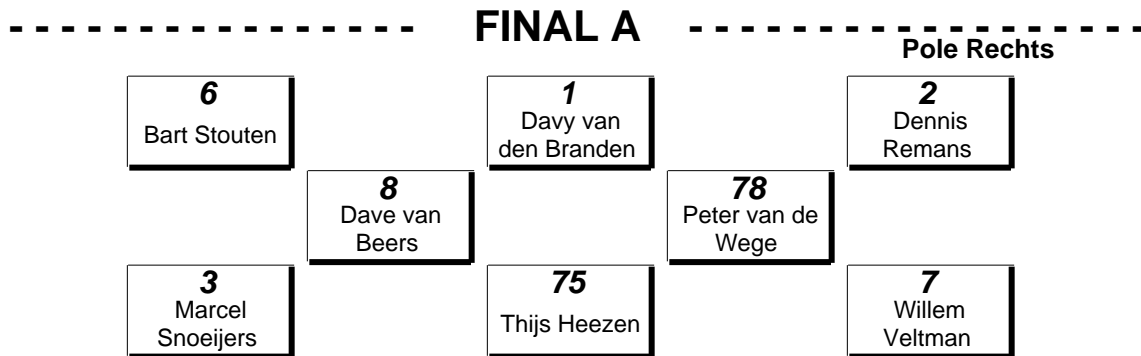 - - - - - - - - - - - - - - - - - FINAL A - - - - - - - - - - - - - - - - - - -
Pole Rechts
6
Bart Stouten
1
Davy van
den Branden
2
Dennis
Remans
8
Dave van
Beers
78
Peter van de
Wege
3
Marcel
Snoeijers
75
Thijs Heezen
7
Willem
Veltman